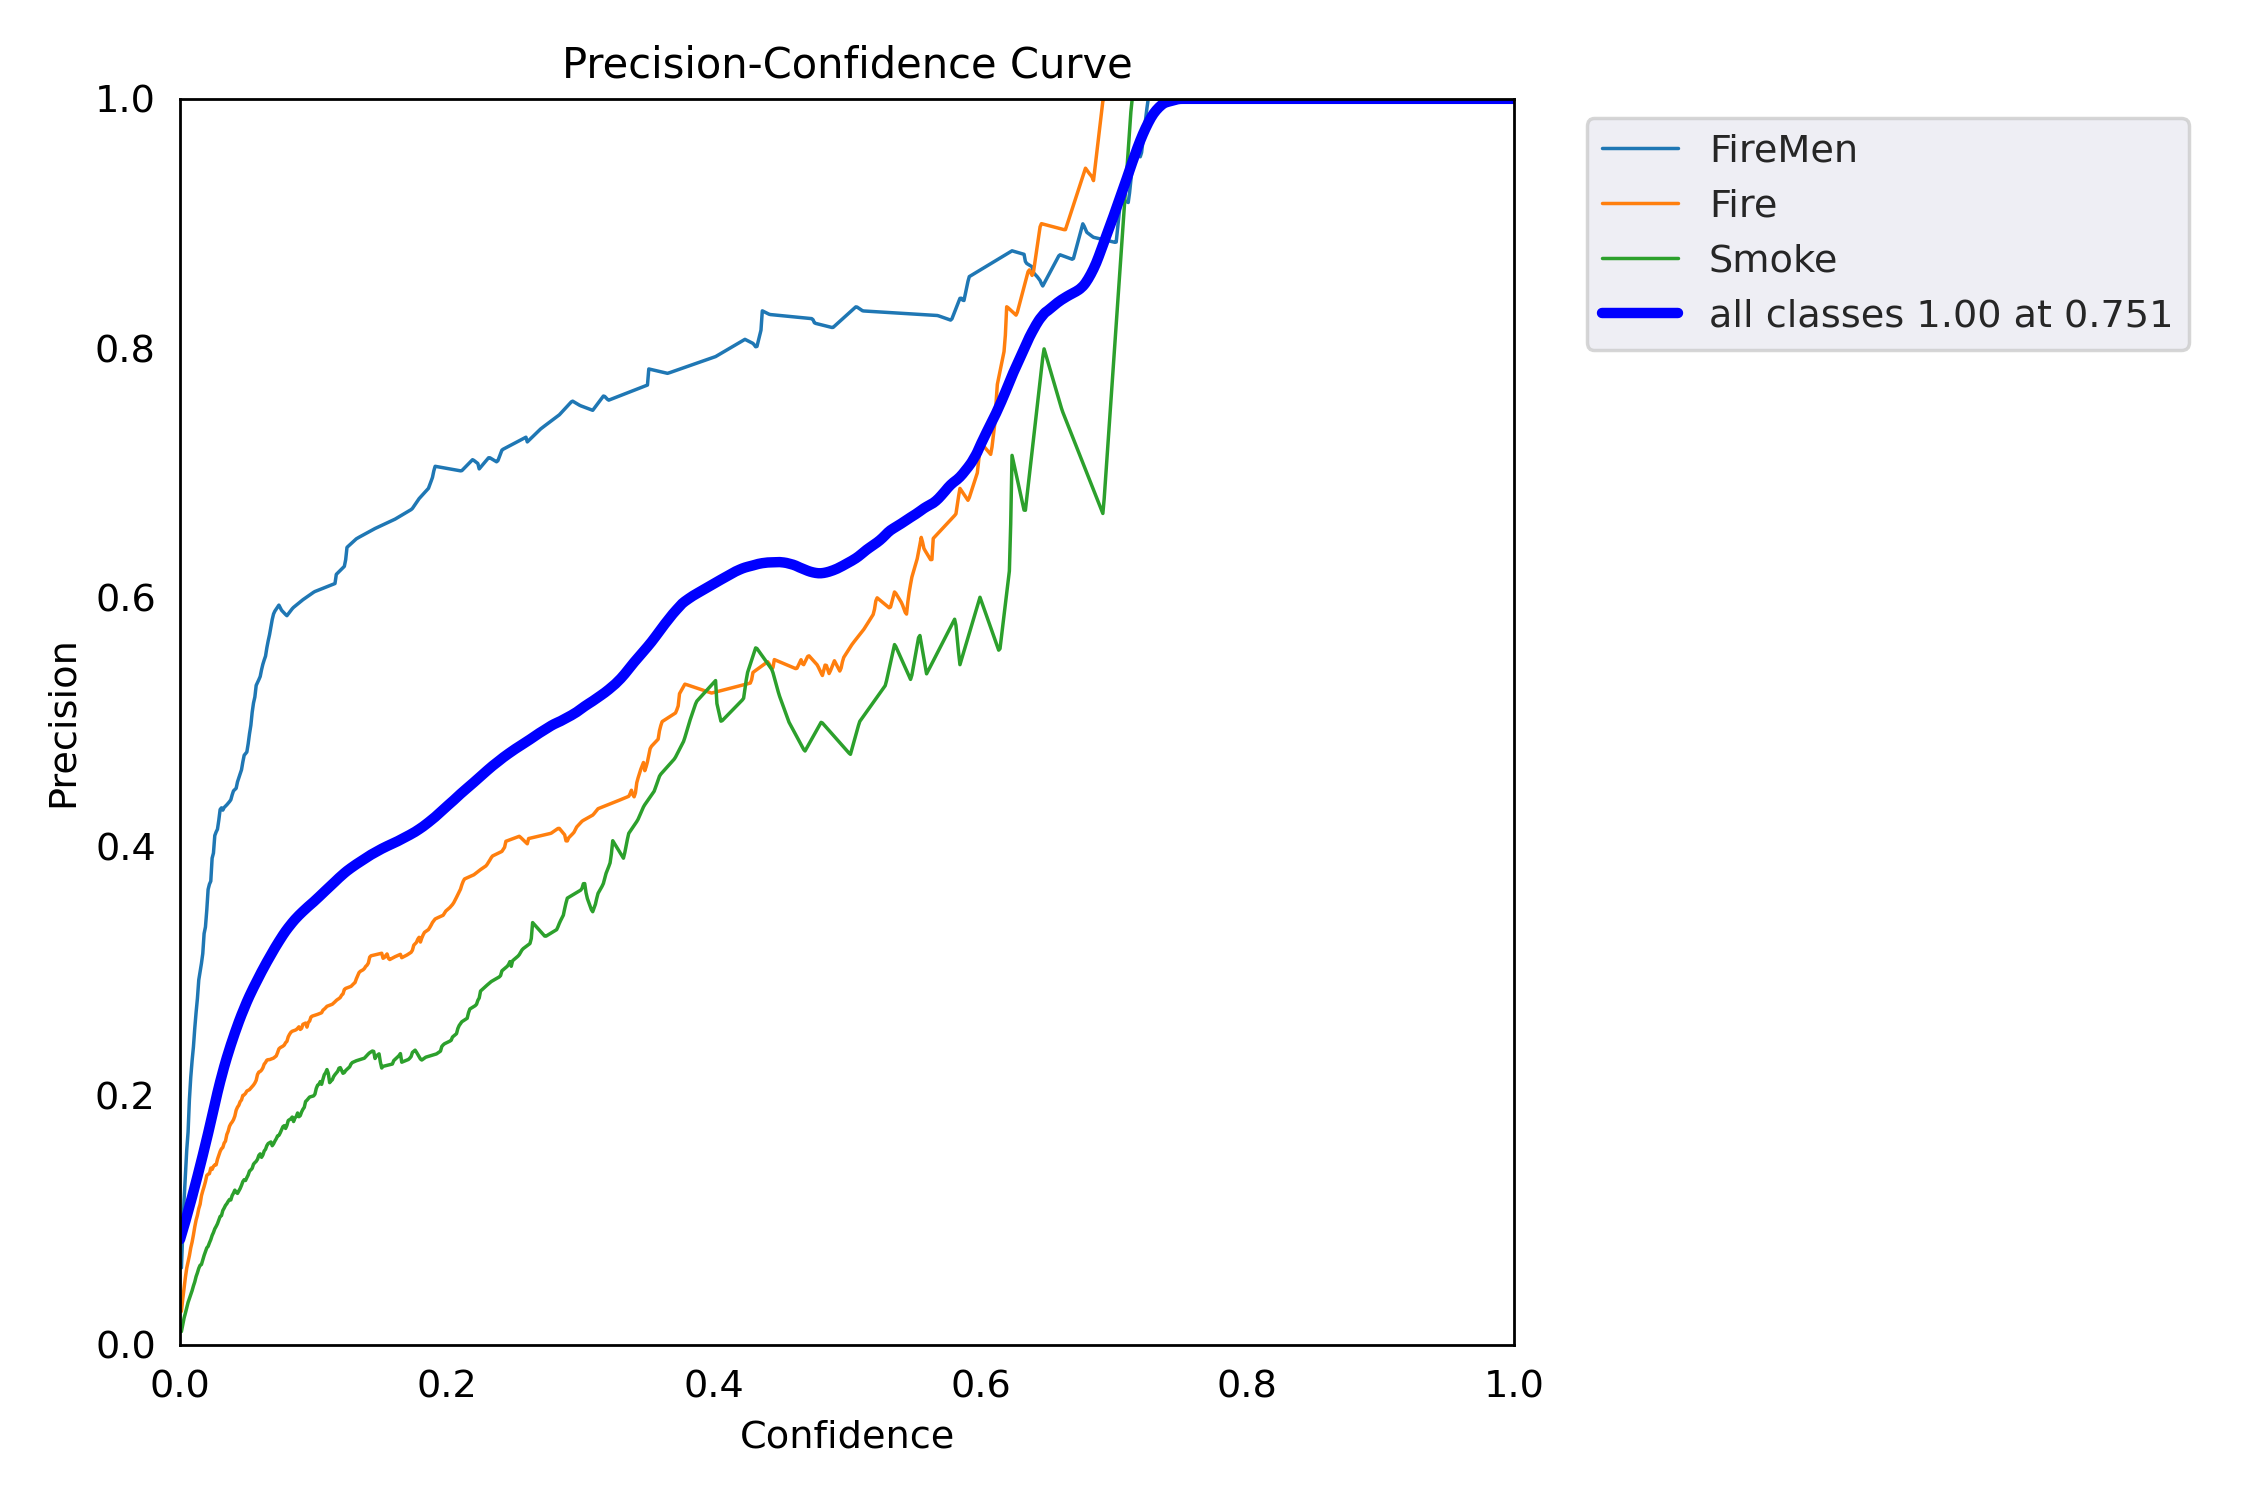 Precision-Confidence Curve
1.0
0.8
0.6
0.4
0.2
0.0
Precision
0.0 0.2 0.4 0.6 0.8 1.0
Confidence
FireMen
Fire
Smoke
all classes 1.00 at 0.751